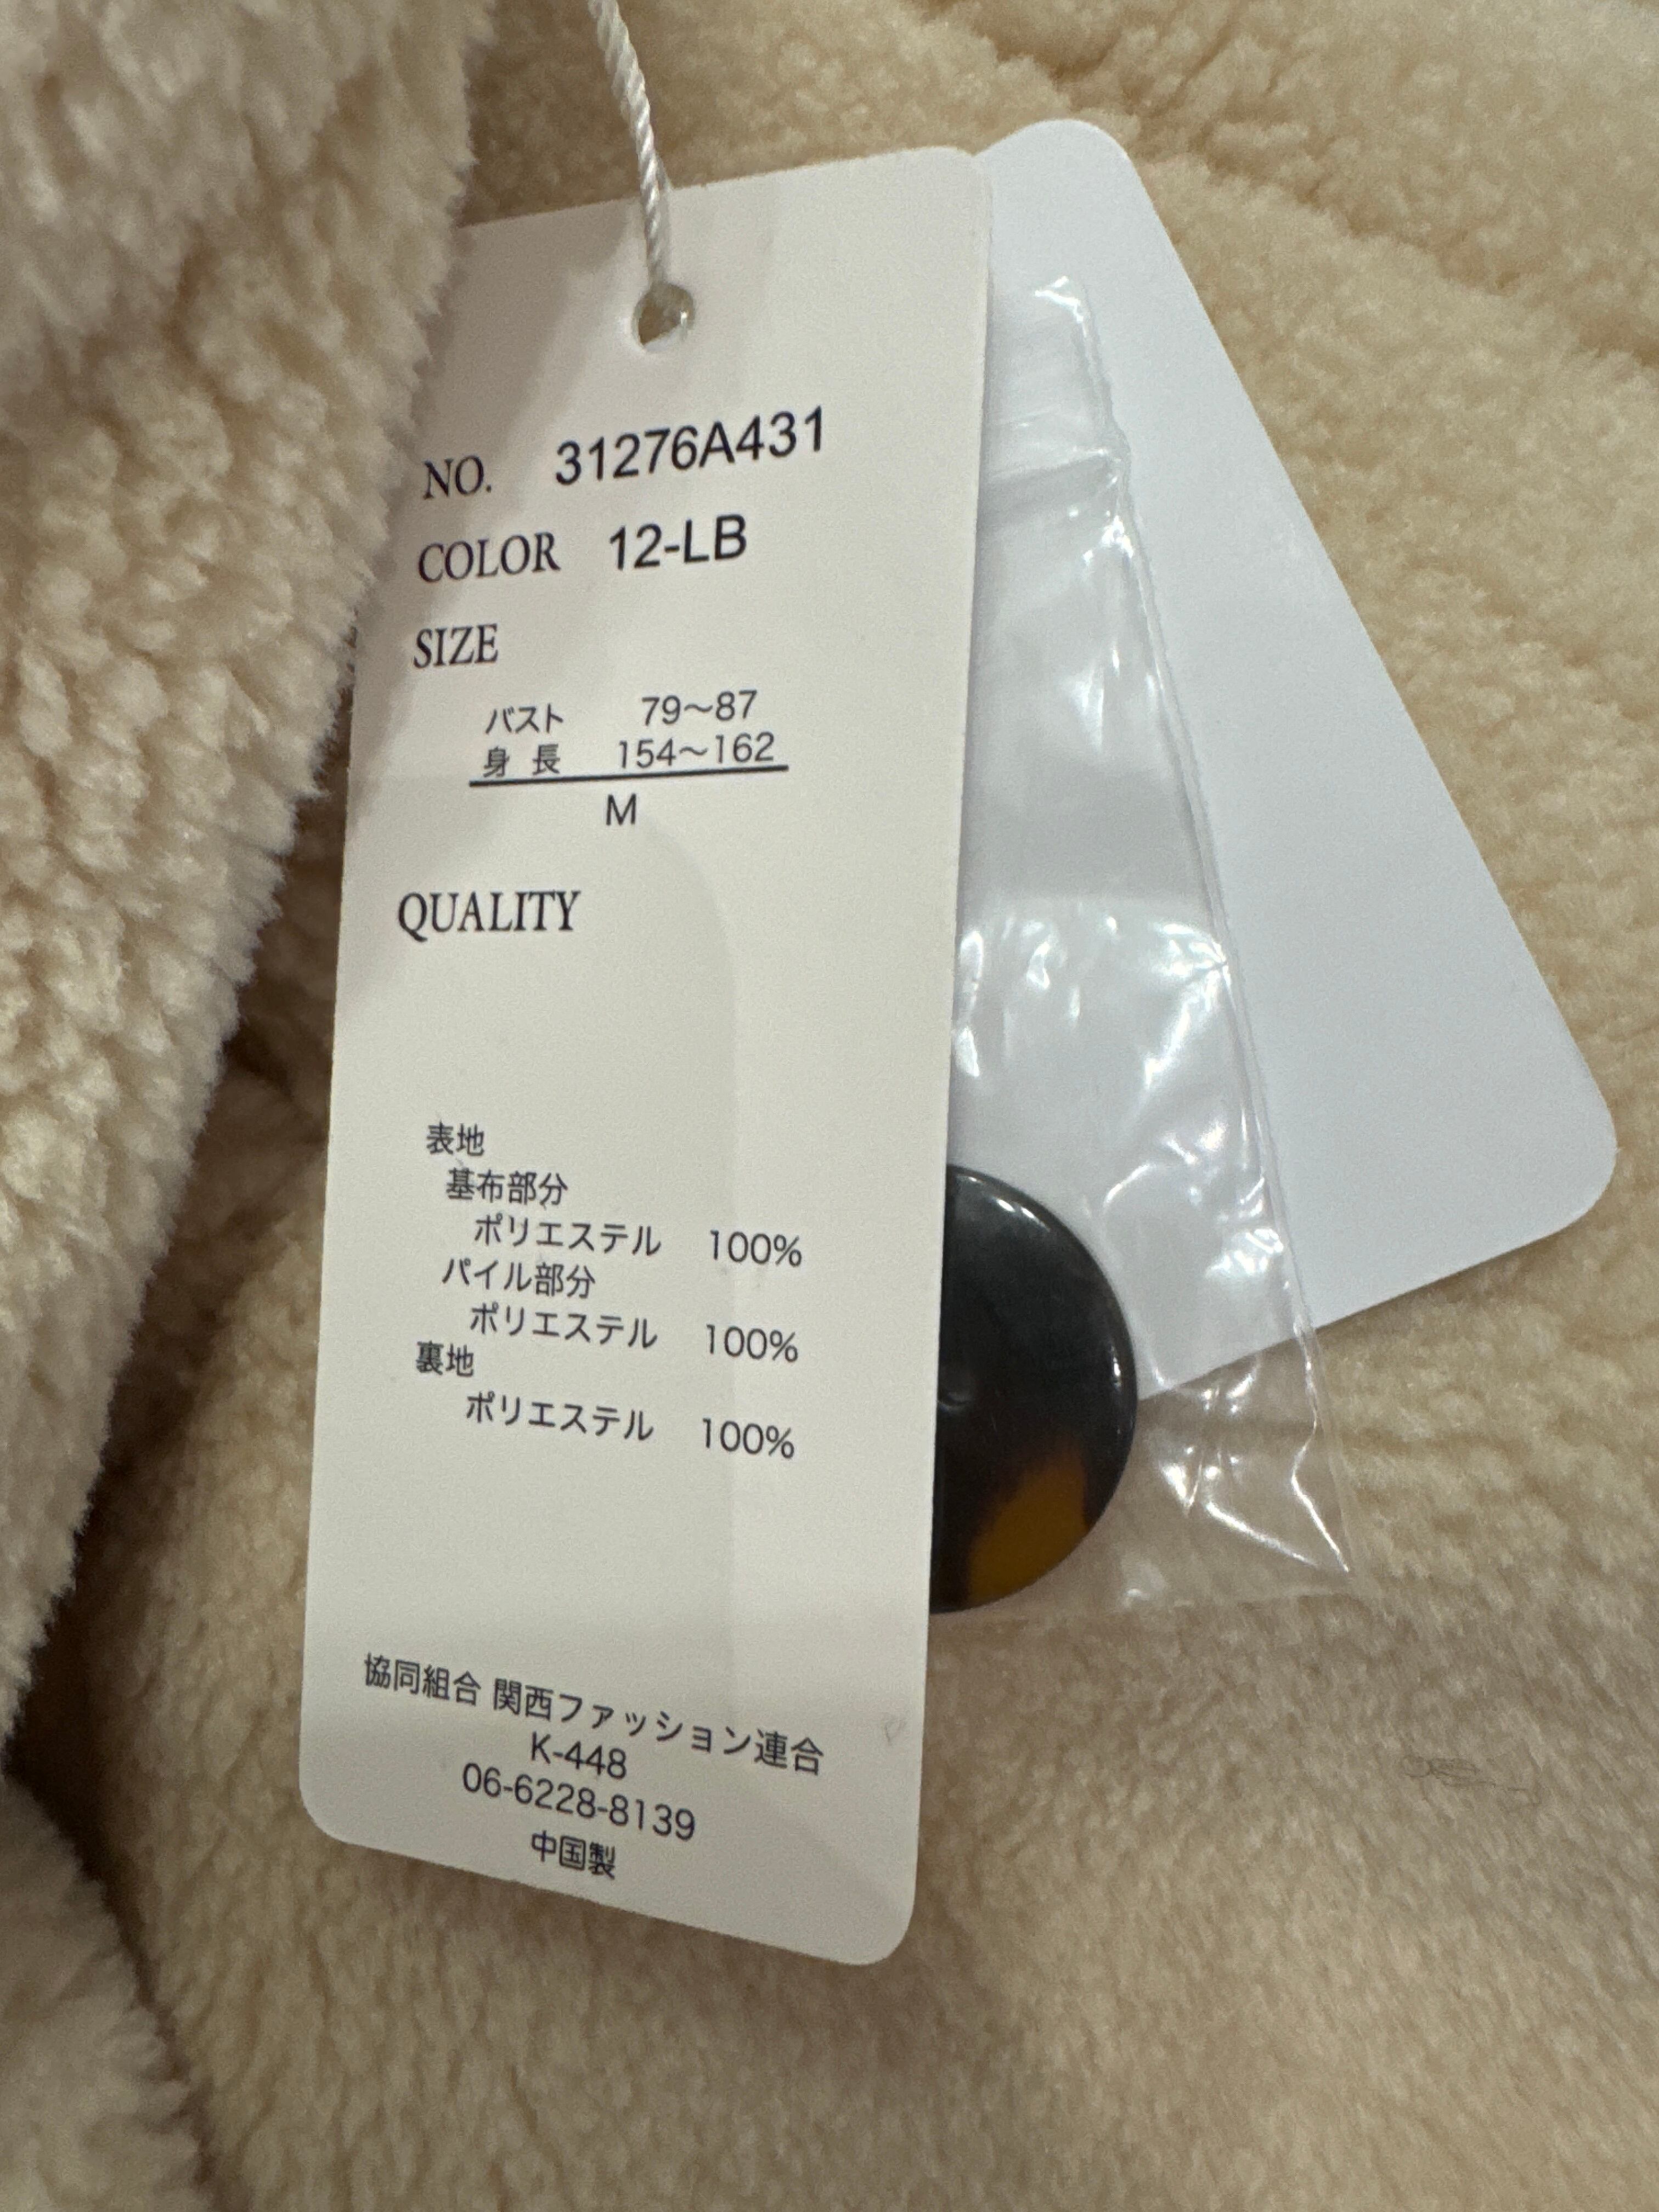 NO. 31276A431
COLOR 12-LB
SIZE
バスト 79～87
身長 154～162
M
QUALITY
表地
基布部分
ポリエステル 100%
パイル部分
ポリエステル 100%
裏地
ポリエステル 100%
協同組合 関西ファッション連合
K-448
06-6228-8139
中国製